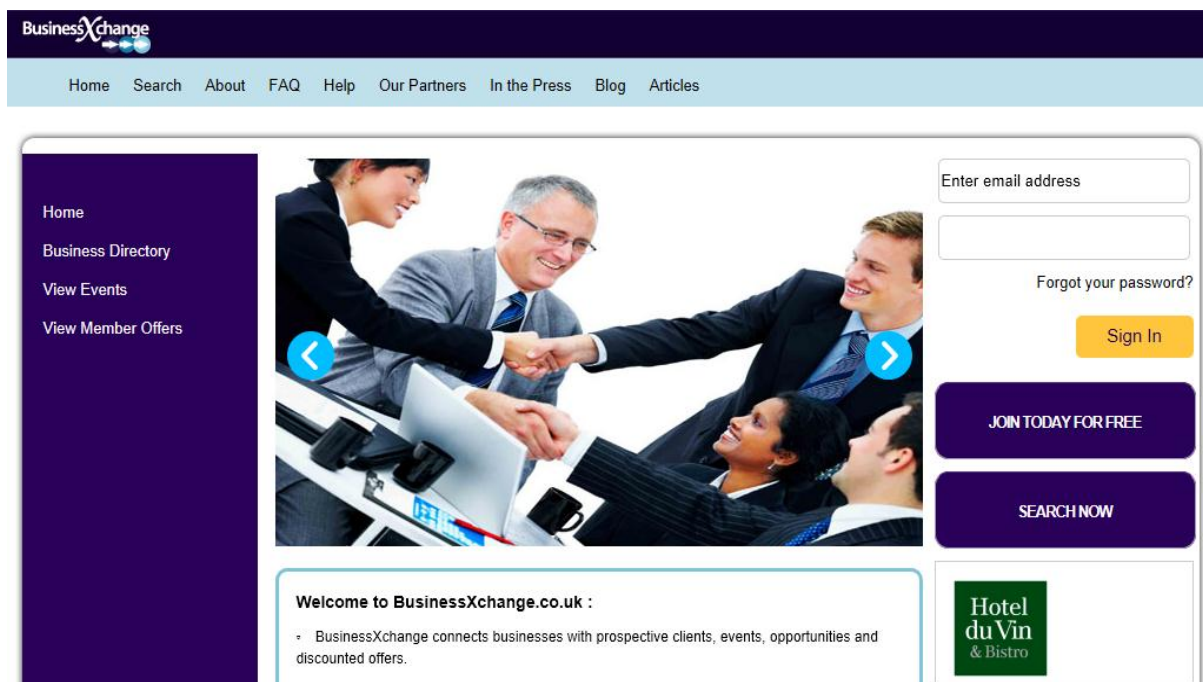 BusinessXchange
Home Search About FAQ Help Our Partners In the Press Blog Articles
Home
Business Directory
View Events
View Member Offers
Enter email address
Forgot your password?
Sign In
JOIN TODAY FOR FREE
SEARCH NOW
Welcome to BusinessXchange.co.uk :
BusinessXchange connects businesses with prospective clients, events, opportunities and
discounted offers.
Hotel
du Vin
& Bistro